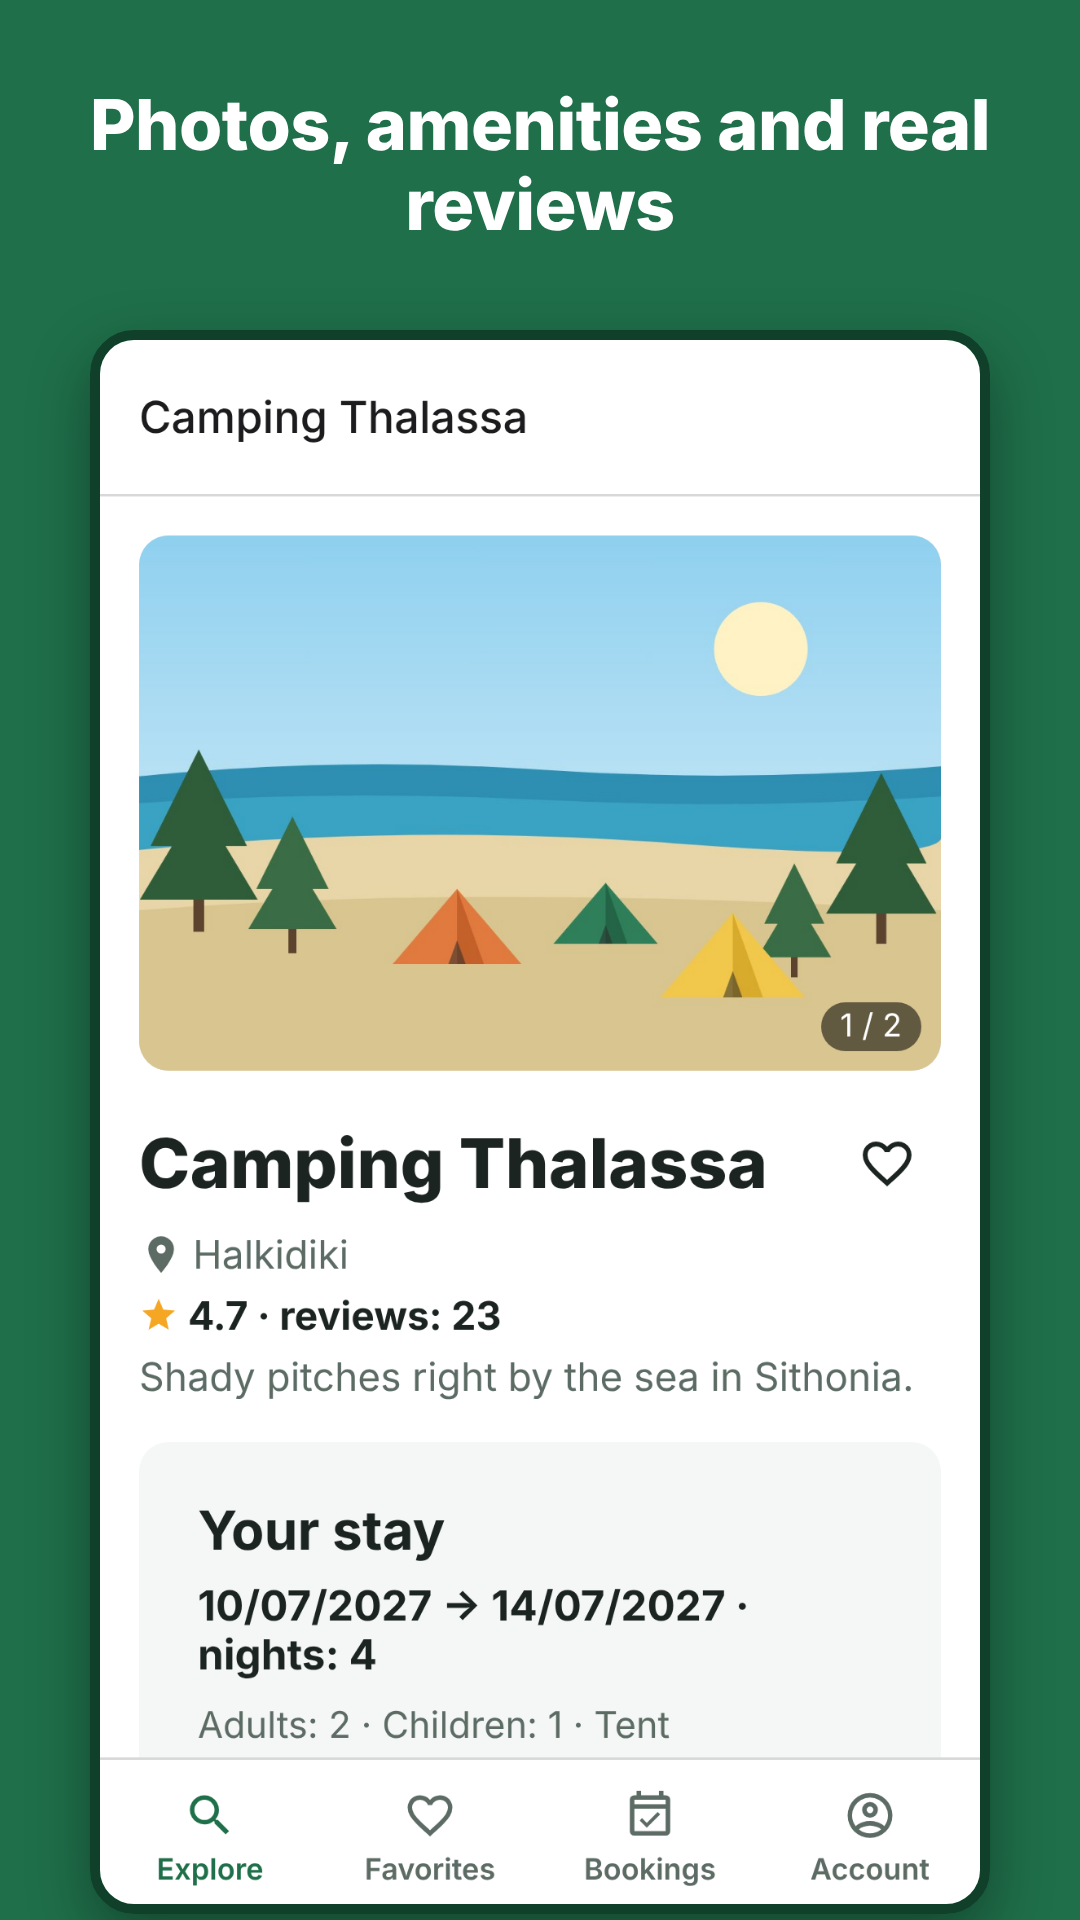 Photos, amenities and real
reviews
Camping Thalassa
1 / 2
Camping Thalassa
Halkidiki
4.7 · reviews: 23
Shady pitches right by the sea in Sithonia.
Your stay
10/07/2027 → 14/07/2027 ·
nights: 4
Adults: 2 · Children: 1 · Tent
Explore
Favorites
Bookings
Account